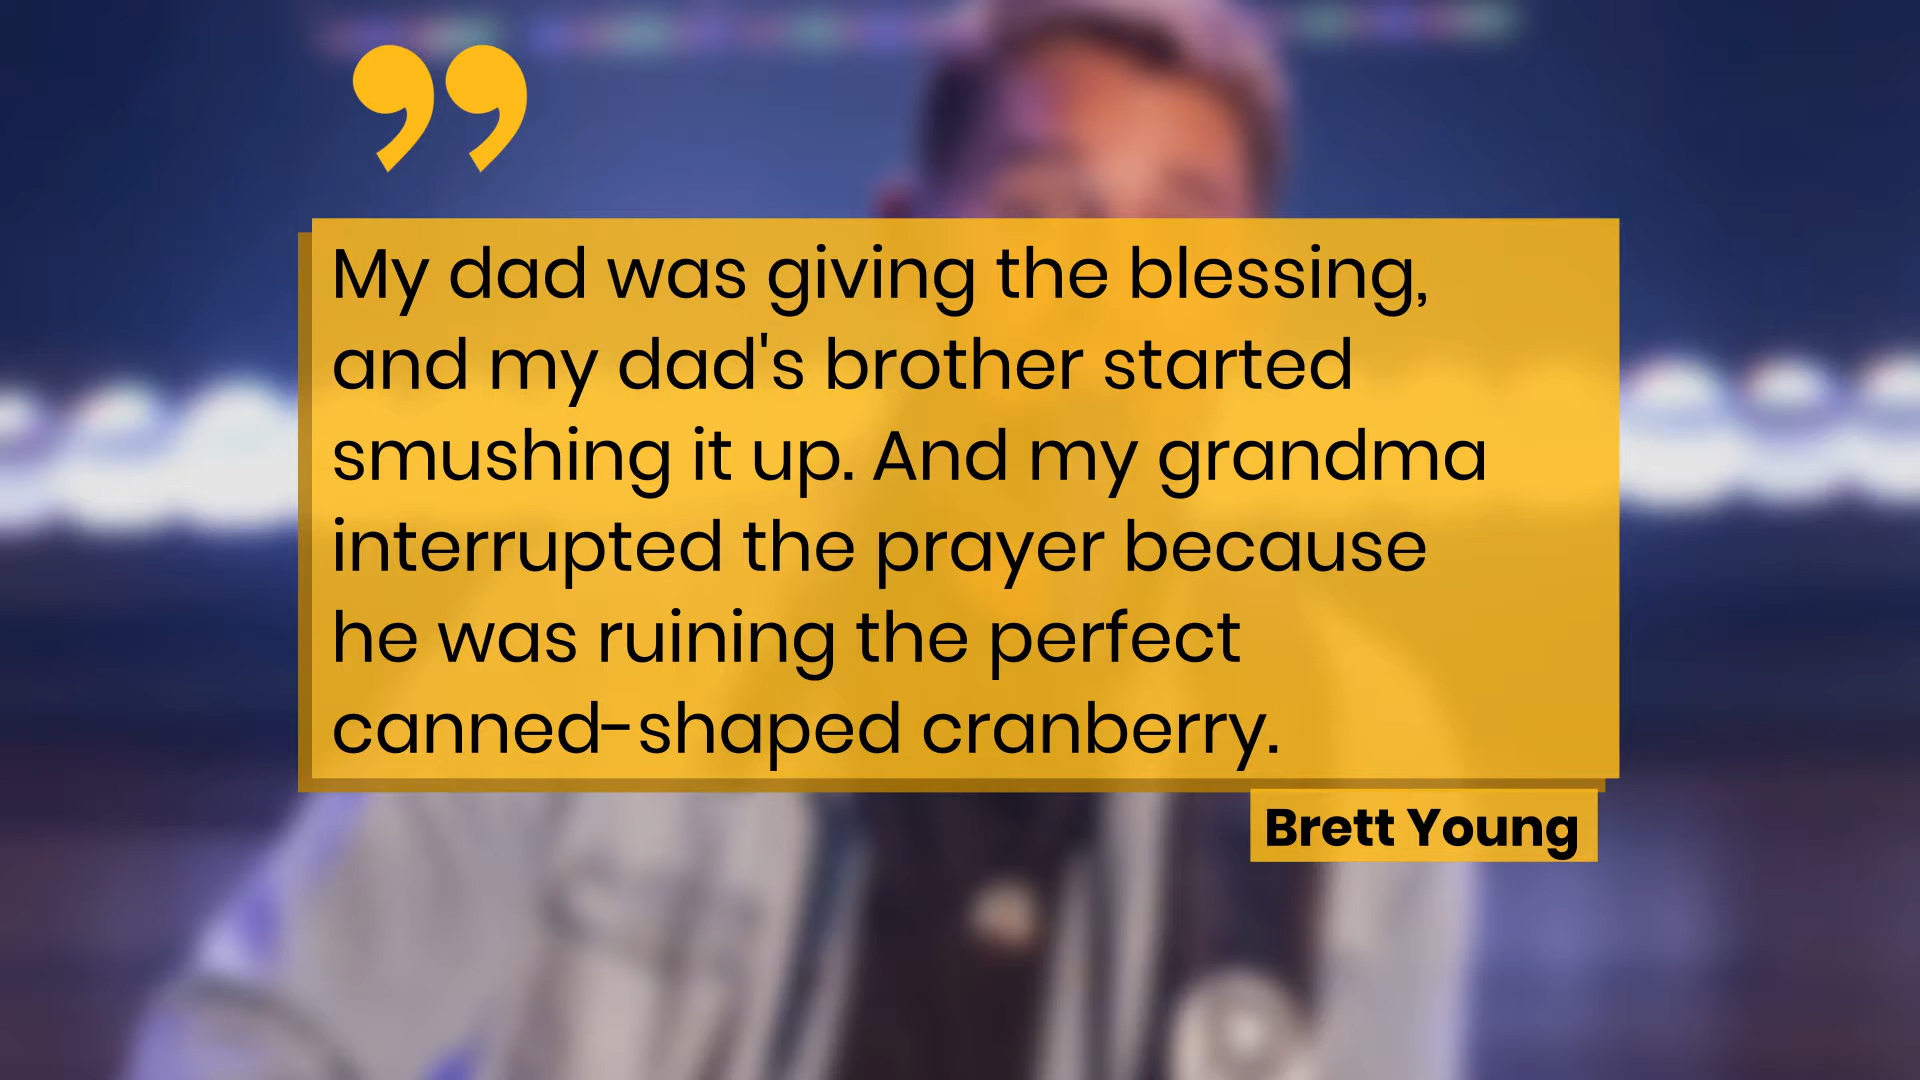 ”
My dad was giving the blessing,
and my dad's brother started
smushing it up. And my grandma
interrupted the prayer because
he was ruining the perfect
canned-shaped cranberry.
Brett Young